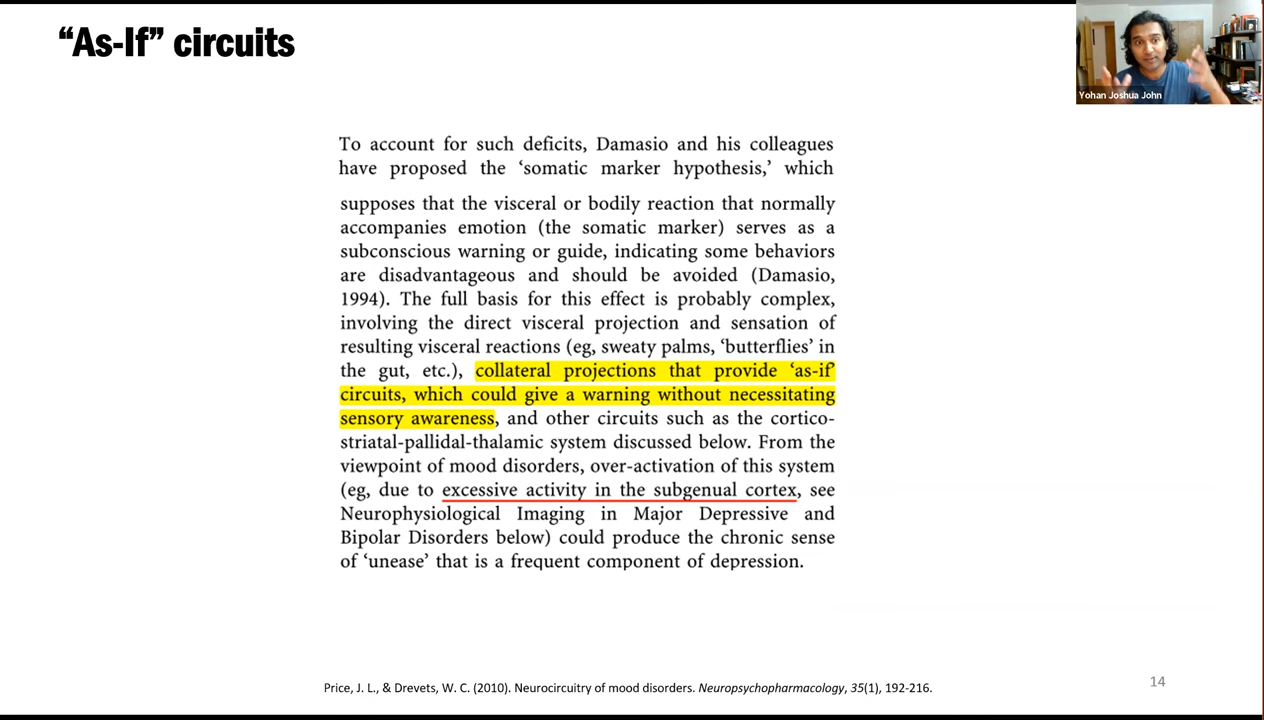 “As-If” circuits
Yohan Joshua John
To account for such deficits, Damasio and his colleagues
have proposed the ‘somatic marker hypothesis,’ which
supposes that the visceral or bodily reaction that normally
accompanies emotion (the somatic marker) serves as a
subconscious warning or guide, indicating some behaviors
are disadvantageous and should be avoided (Damasio,
1994). The full basis for this effect is probably complex,
involving the direct visceral projection and sensation of
resulting visceral reactions (eg, sweaty palms, ‘butterflies’ in
the gut, etc.), collateral projections that provide ‘as-if’
circuits, which could give a warning without necessitating
sensory awareness, and other circuits such as the cortico-
striatal-pallidal-thalamic system discussed below. From the
viewpoint of mood disorders, over-activation of this system
(eg, due to excessive activity in the subgenual cortex, see
Neurophysiological Imaging in Major Depressive and
Bipolar Disorders below) could produce the chronic sense
of ‘unease’ that is a frequent component of depression.
Price, J. L., & Drevets, W. C. (2010). Neurocircuitry of mood disorders. Neuropsychopharmacology, 35(1), 192-216.
14